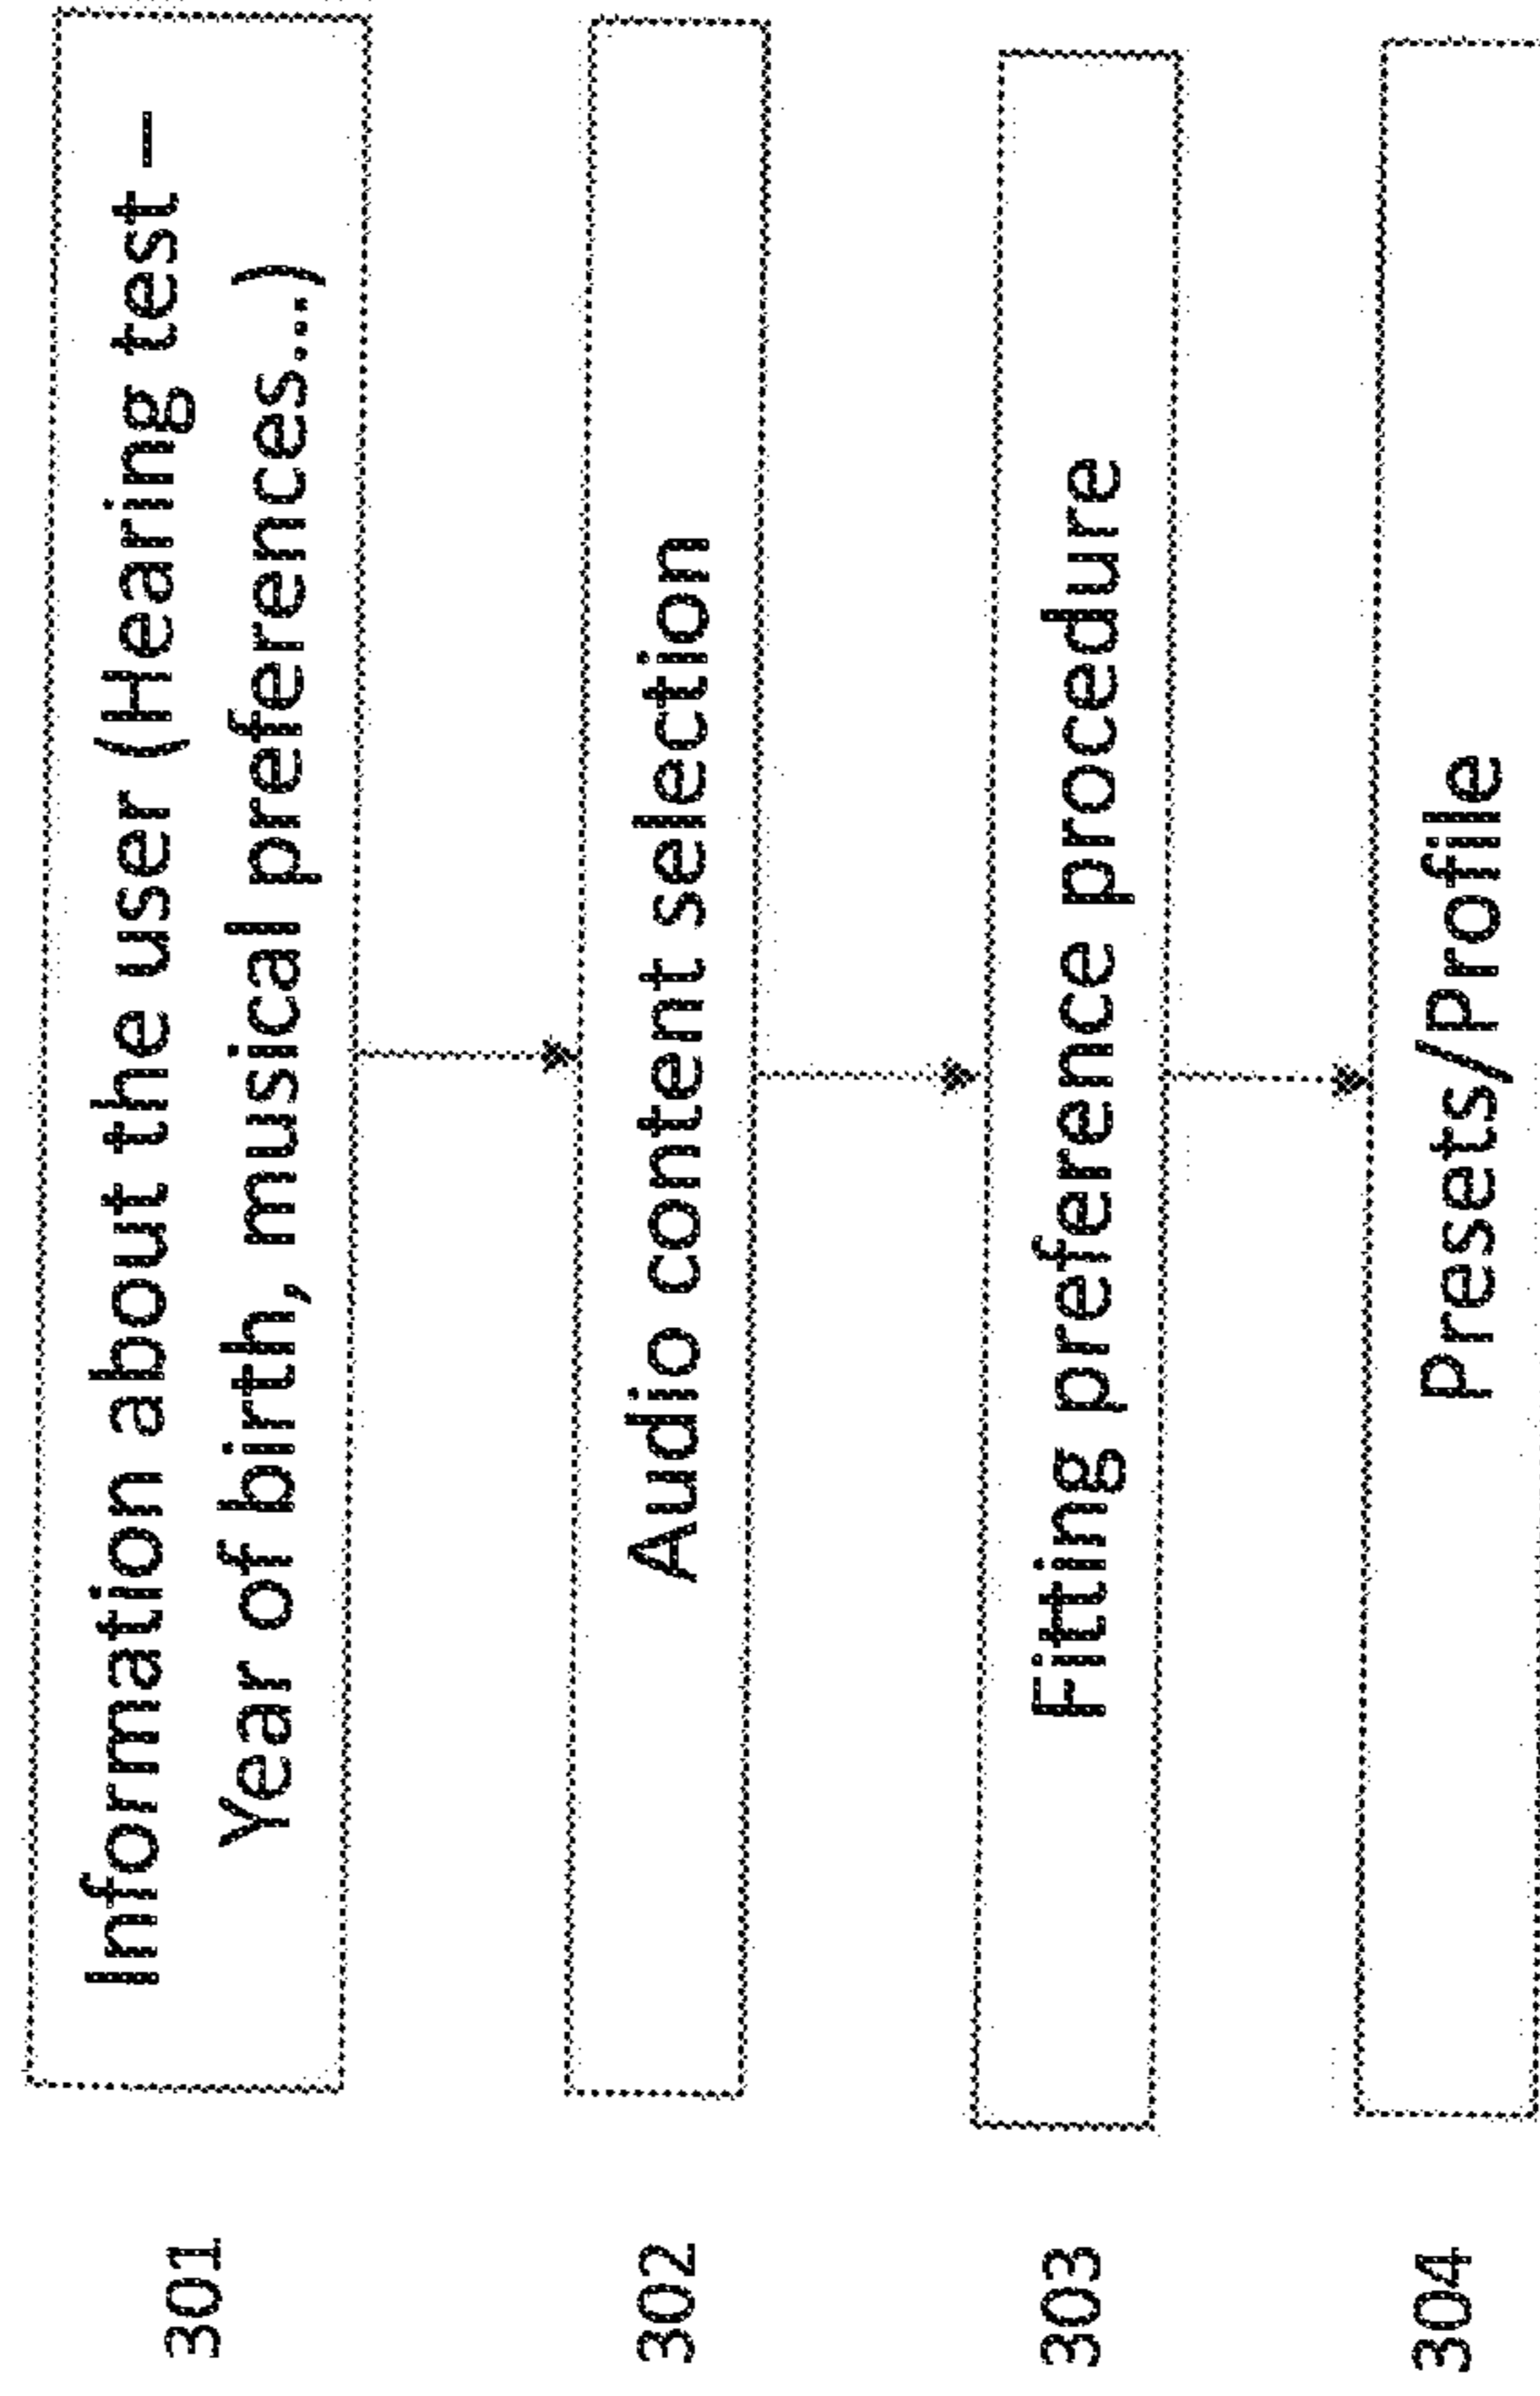 301
Information about the user (Hearing test –
Year of birth, musical preferences...)
302
Audio content selection
303
Fitting preference procedure
304
Presets/Profile